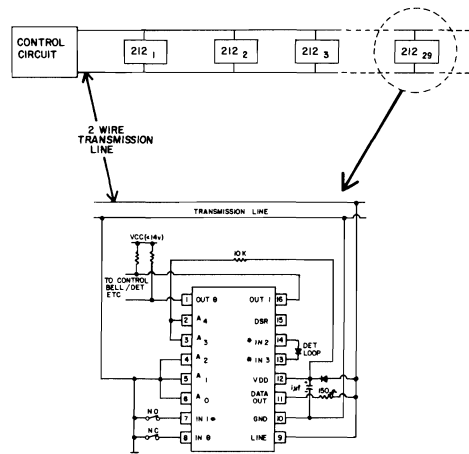 CONTROL
CIRCUIT
212 1
212 2
212 3
212 29
2 WIRE
TRANSMISSION
LINE
TRANSMISSION LINE
VCC(<14v)
10K
TO CONTROL
BELL/DET
ETC
1 OUT 8 OUT 1 16
2 A4 DSR 15
3 A3 * IN 2 14
4 A2 * IN 3 13
DET
LOOP
5 A1 VDD 12
1µf + 150
6 A0 DATA OUT 11
NO
7 IN 1 * GND 10
NC
8 IN 8 LINE 9